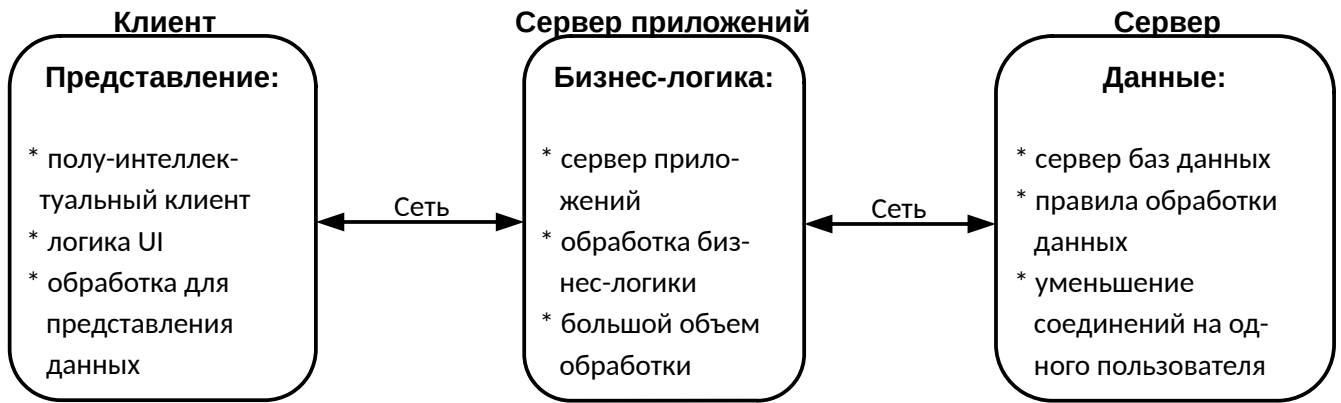 Клиент
Представление:
* полу-интеллек-
туальный клиент
* логика UI
* обработка для
представления
данных
Сеть
Сервер приложений
Бизнес-логика:
* сервер прило-
жений
* обработка биз-
нес-логики
* большой объем
обработки
Сеть
Сервер
Данные:
* сервер баз данных
* правила обработки
данных
* уменьшение
соединений на од-
ного пользователя